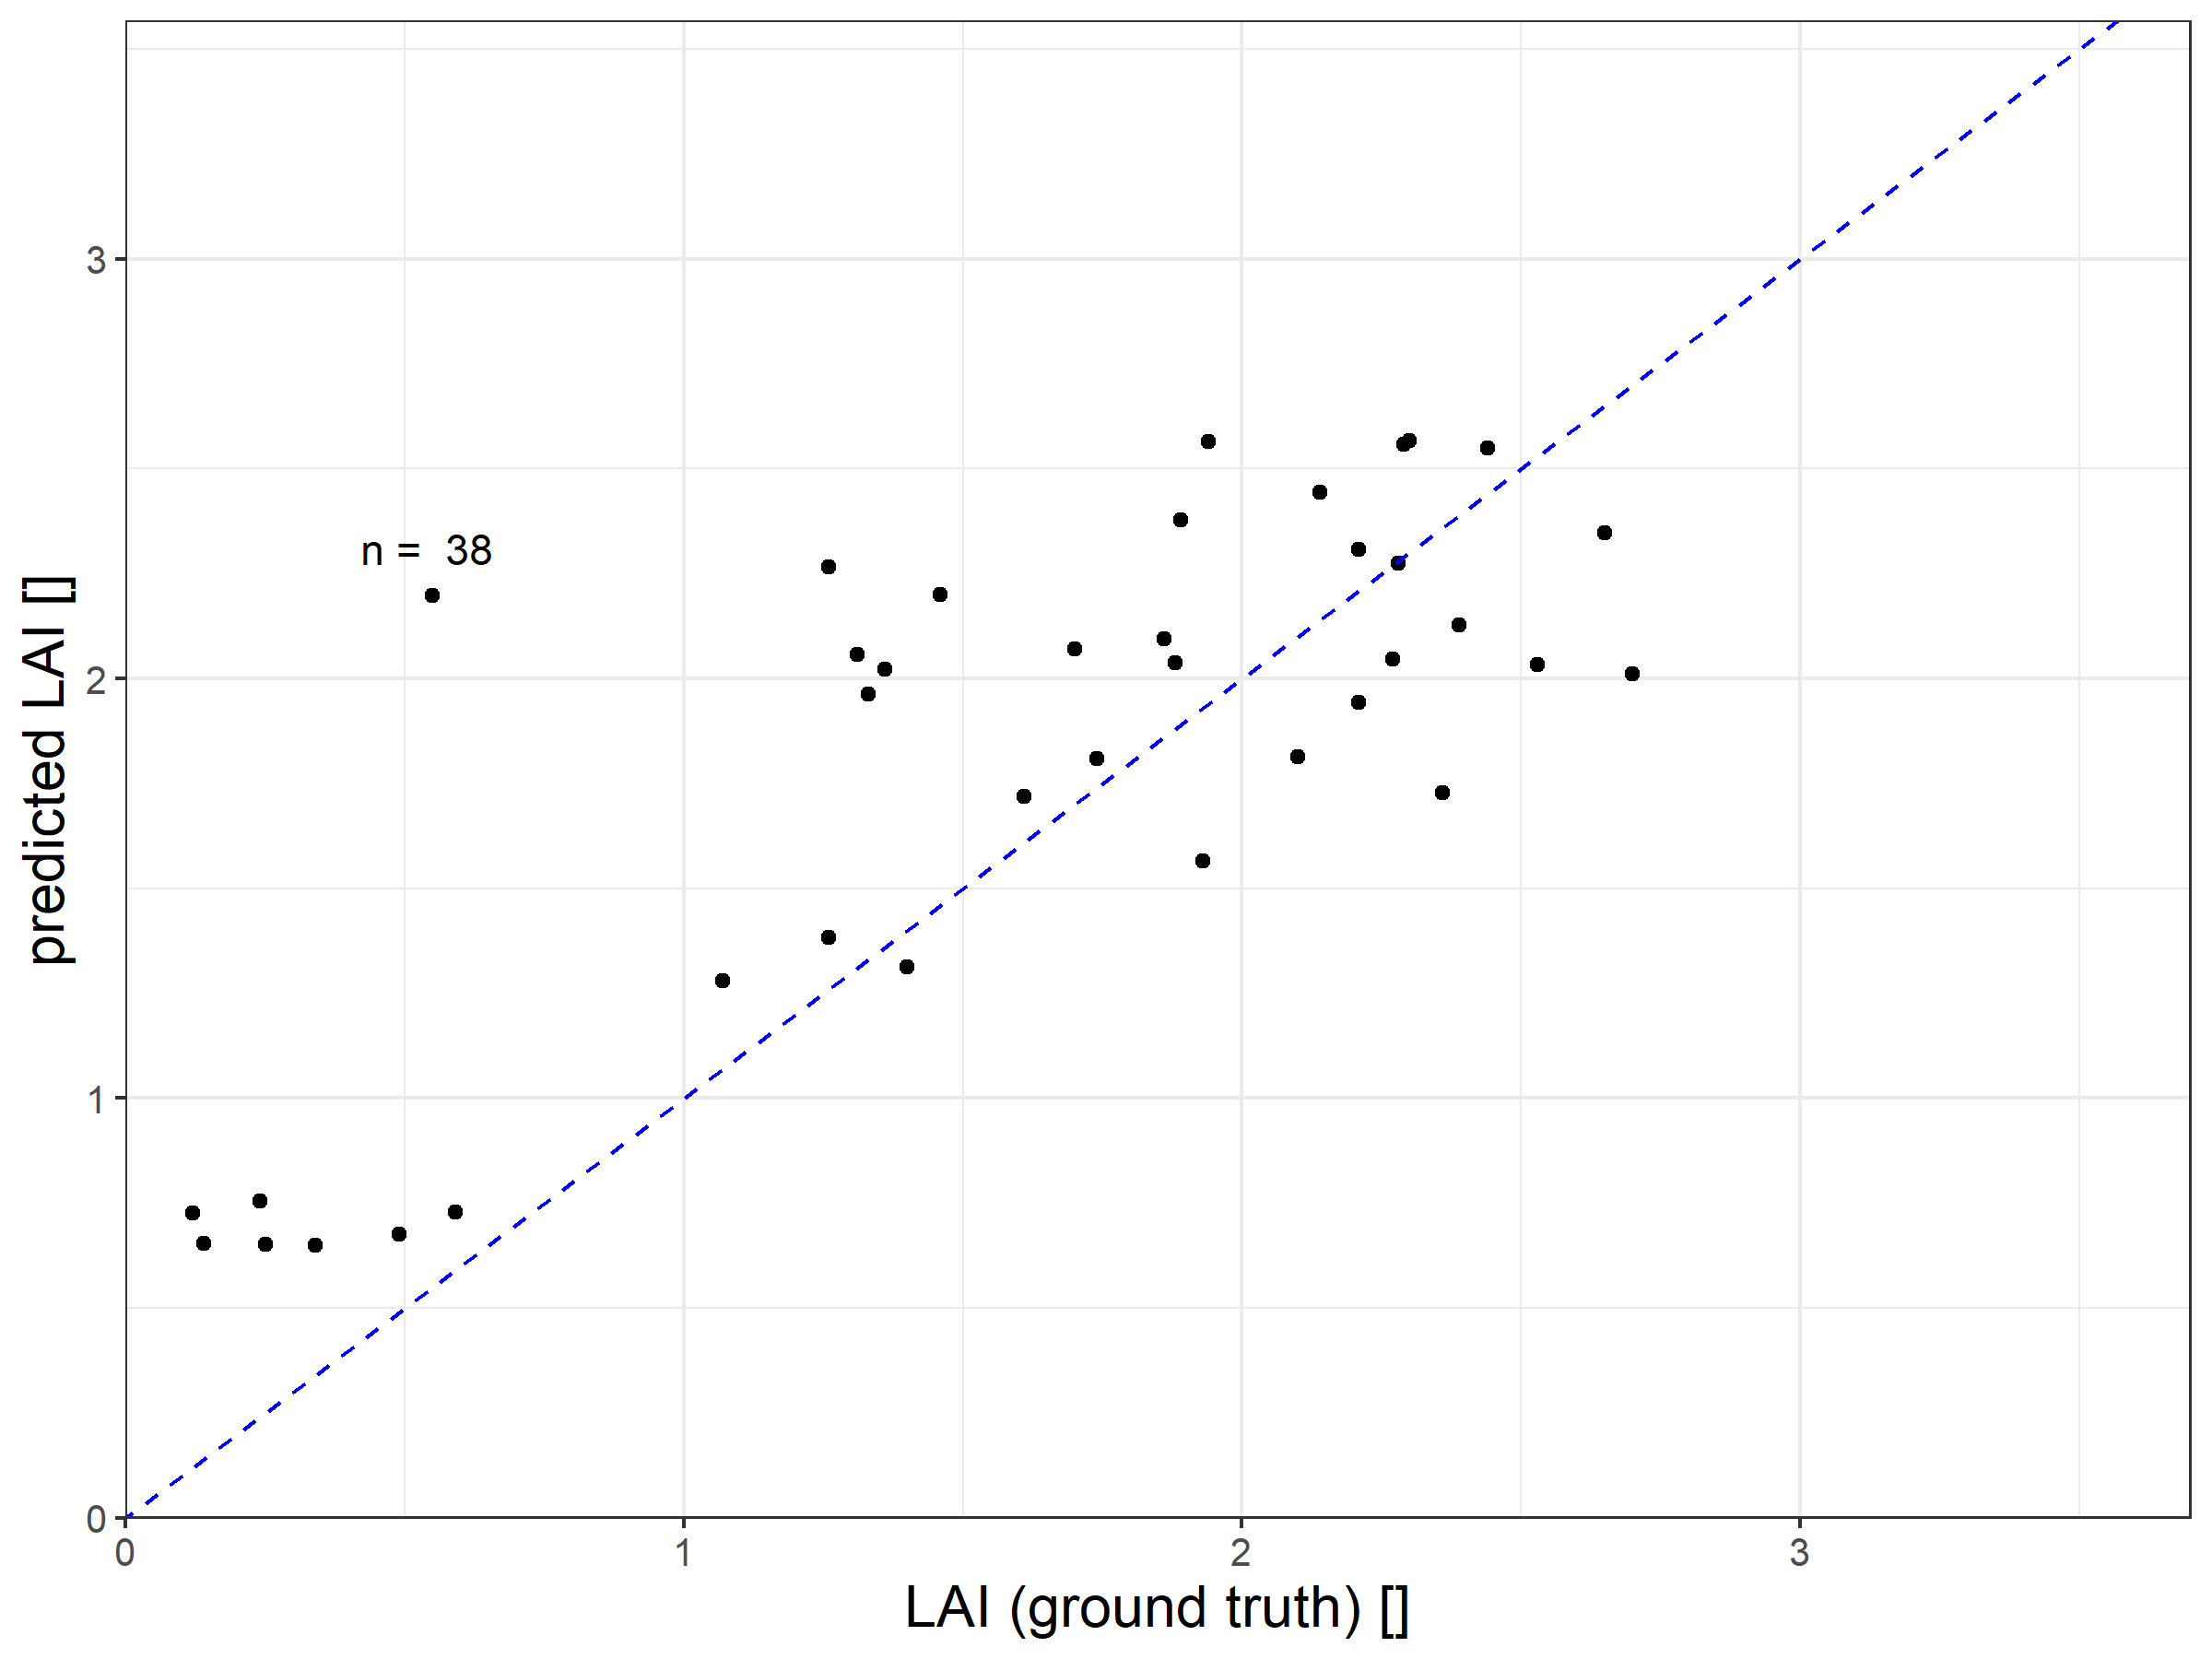 predicted LAI []
3
2
1
0
n =  38
0 1 2 3
LAI (ground truth) []